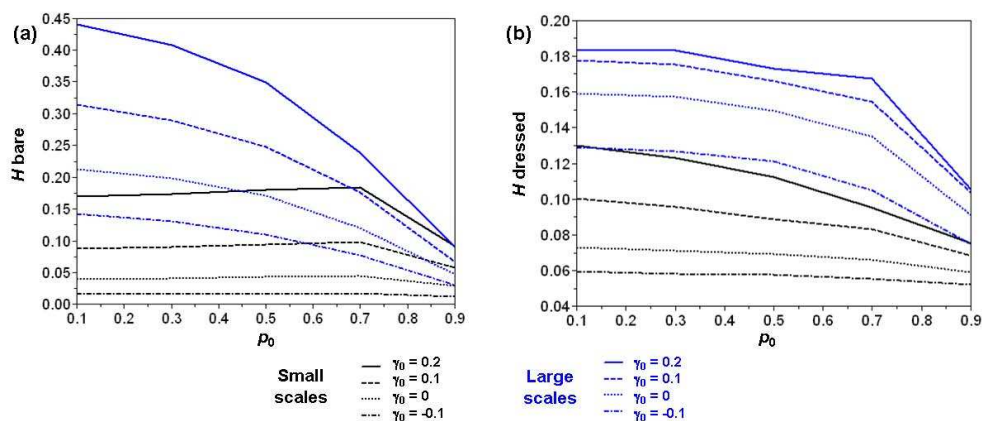 (a)
H bare
0.45
0.40
0.35
0.30
0.25
0.20
0.15
0.10
0.05
0.00
0.1 0.2 0.3 0.4 0.5 0.6 0.7 0.8 0.9
p0
(b)
H dressed
0.20
0.18
0.16
0.14
0.12
0.10
0.08
0.06
0.04
0.1 0.2 0.3 0.4 0.5 0.6 0.7 0.8 0.9
p0
Small
scales
γ0 = 0.2
γ0 = 0.1
γ0 = 0
γ0 = -0.1
Large
scales
γ0 = 0.2
γ0 = 0.1
γ0 = 0
γ0 = -0.1